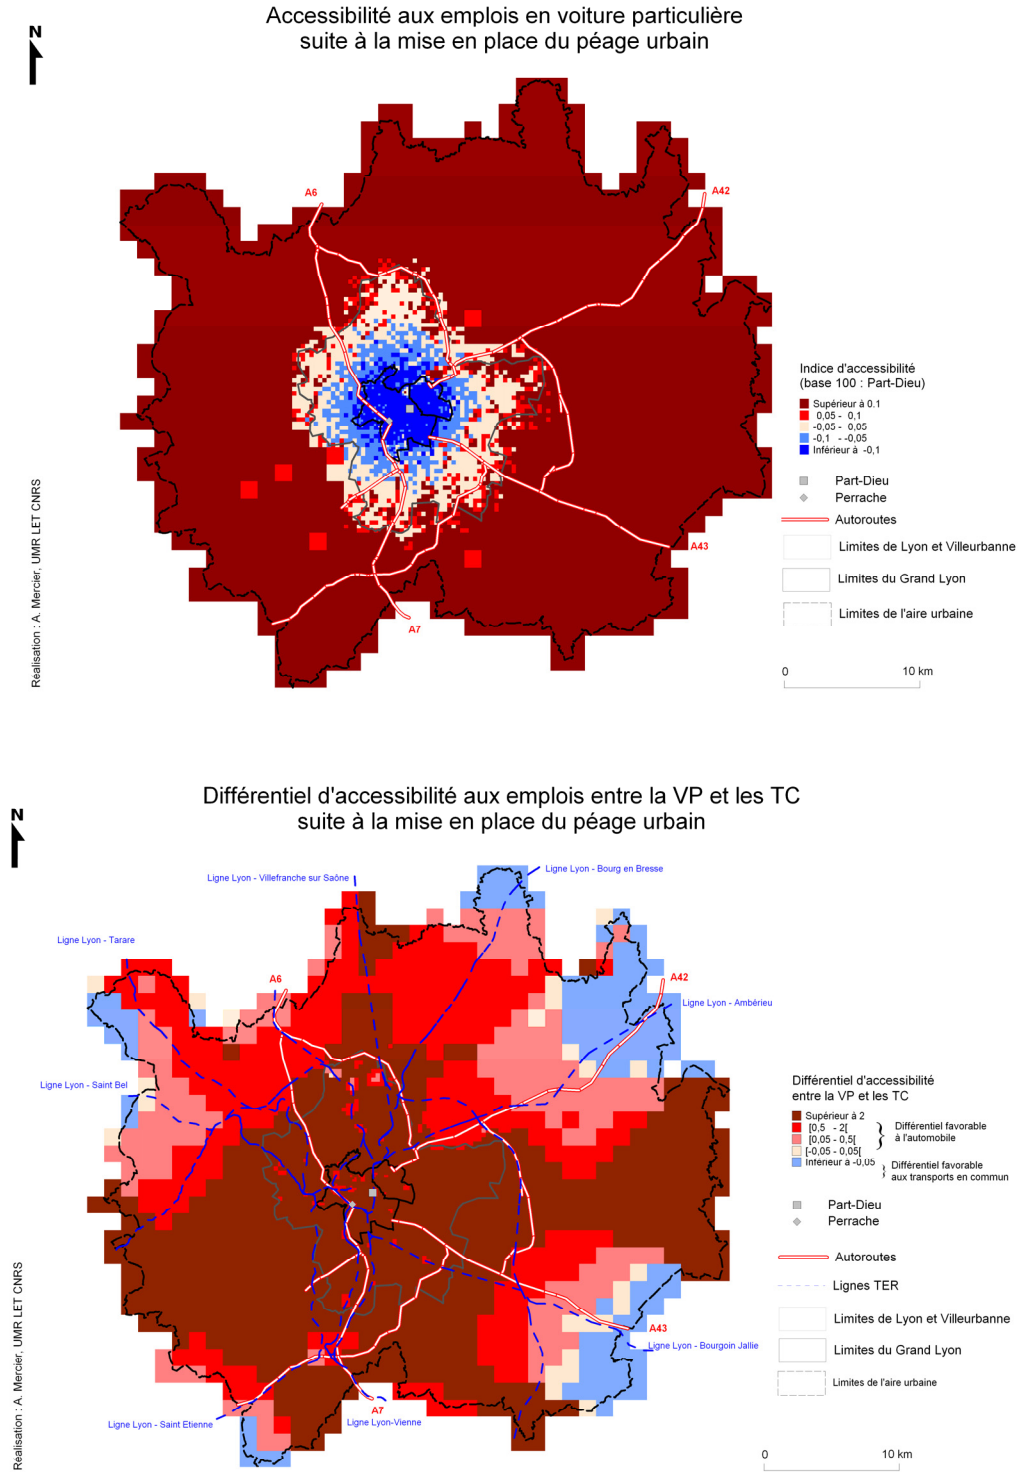 Accessibilité aux emplois en voiture particulière
suite à la mise en place du péage urbain
N
A6
A42
A43
A7
Indice d'accessibilité
(base 100 : Part-Dieu)
Supérieur à 0.1
0,05 - 0,1
-0,05 - 0,05
-0,1 - -0,05
Inférieur à -0,1
Part-Dieu
Perrache
Autoroutes
Limites de Lyon et Villeurbanne
Limites du Grand Lyon
Limites de l'aire urbaine
0 10 km
Réalisation : A. Mercier, UMR LET CNRS
Différentiel d'accessibilité aux emplois entre la VP et les TC
suite à la mise en place du péage urbain
N
Ligne Lyon - Villefranche sur Saône
Ligne Lyon - Bourg en Bresse
Ligne Lyon - Tarare
A6
A42
Ligne Lyon - Ambérieu
Ligne Lyon - Saint Bel
A43
Ligne Lyon - Bourgoin Jallie
A7
Ligne Lyon - Saint Etienne
Ligne Lyon-Vienne
Différentiel d'accessibilité
entre la VP et les TC
Supérieur à 2
[0,5 - 2[
[0,05 - 0,5[
[-0,05 - 0,05[
Inférieur à -0,05
Différentiel favorable
à l'automobile
Différentiel favorable
aux transports en commun
Part-Dieu
Perrache
Autoroutes
Lignes TER
Limites de Lyon et Villeurbanne
Limites du Grand Lyon
Limites de l'aire urbaine
0 10 km
Réalisation : A. Mercier, UMR LET CNRS